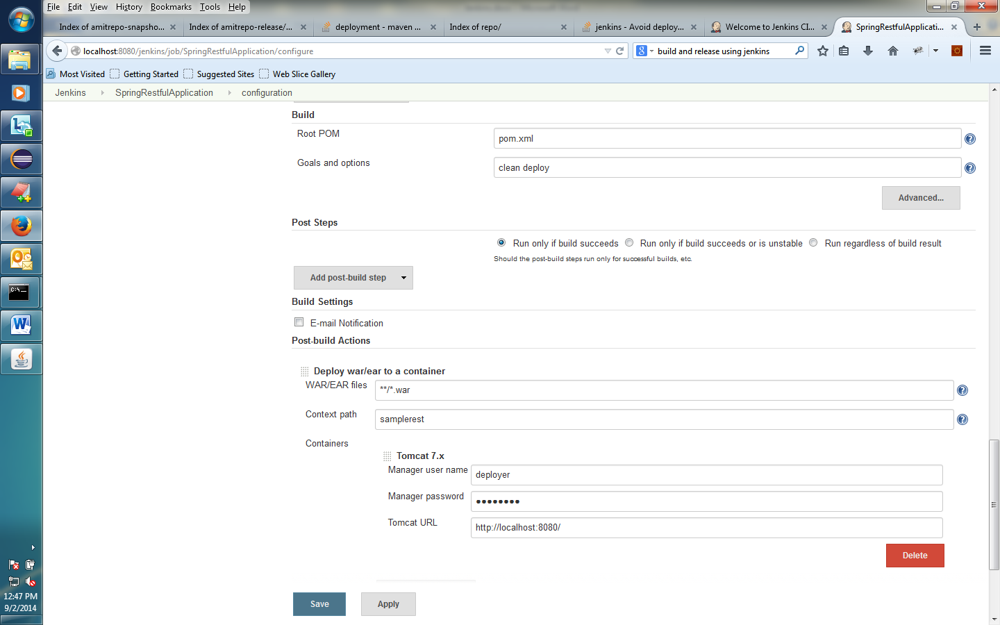 File Edit View History Bookmarks Tools Help
Index of amitrepo-snapsho...
Index of amitrepo-release/...
deployment - maven ...
Index of repo/
jenkins - Avoid deploy...
Welcome to Jenkins CI...
SpringRestfulApplicati...
localhost:8080/jenkins/job/SpringRestfulApplication/configure
build and release using jenkins
Most Visited Getting Started Suggested Sites Web Slice Gallery
Jenkins SpringRestfulApplication configuration
Build
Root POM
pom.xml
Goals and options
clean deploy
Advanced...
Post Steps
Run only if build succeeds Run only if build succeeds or is unstable Run regardless of build result
Should the post-build steps run only for successful builds, etc.
Add post-build step
Build Settings
E-mail Notification
Post-build Actions
Deploy war/ear to a container
WAR/EAR files
**/*.war
Context path
samplerest
Containers
Tomcat 7.x
Manager user name
deployer
Manager password
●●●●●●●●
Tomcat URL
http://localhost:8080/
Delete
Save Apply
12:47 PM
9/2/2014